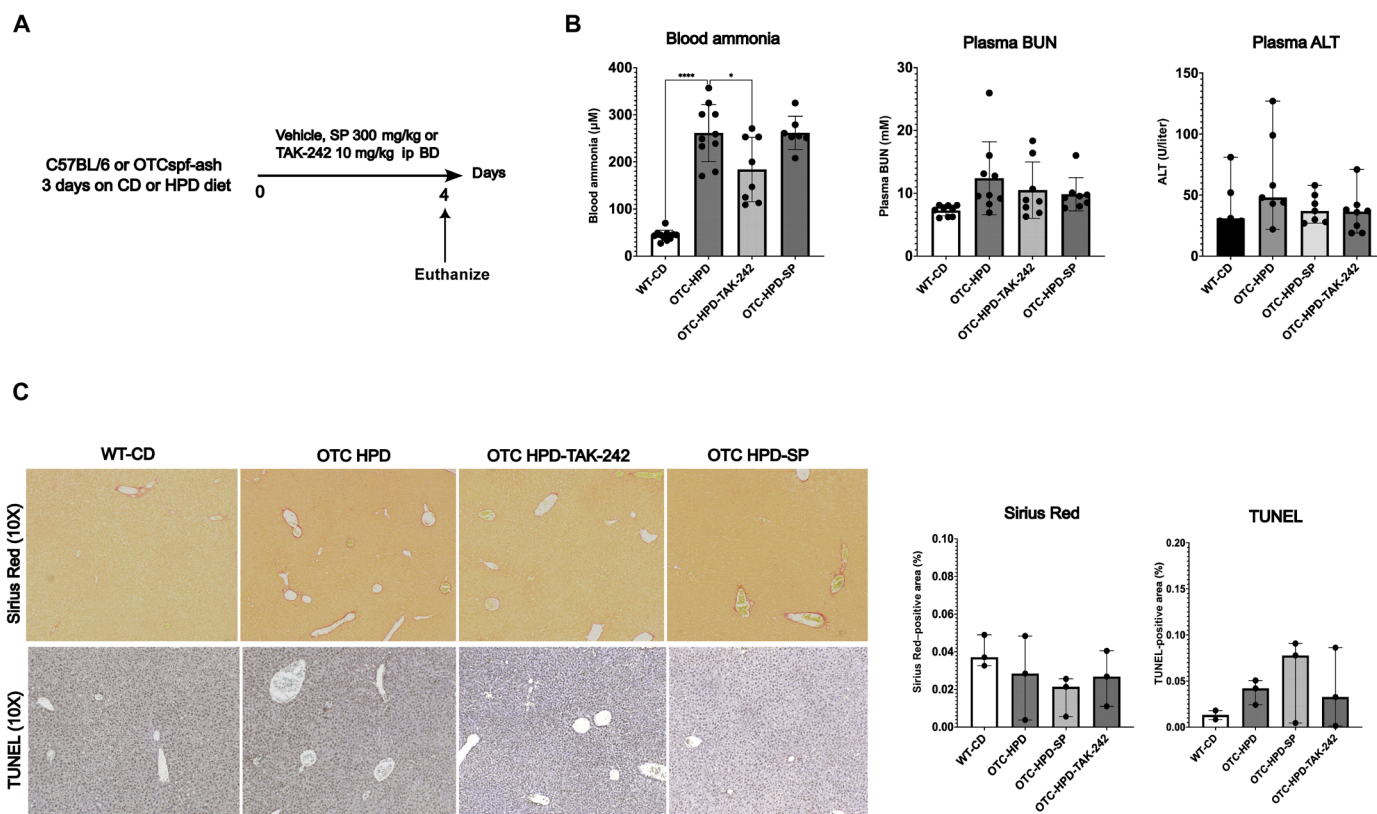 A
Vehicle, SP 300 mg/kg or
TAK-242 10 mg/kg ip BD
C57BL/6 or OTCspf-ash
3 days on CD or HPD diet
0
4
Days
Euthanize
B
Blood ammonia
Blood ammonia (µM)
400
300
200
100
0
****
*
WT-CD
OTC-HPD
OTC-HPD-TAK-242
OTC-HPD-SP
Plasma BUN
Plasma BUN (mM)
30
20
10
0
WT-CD
OTC-HPD
OTC-HPD-TAK-242
OTC-HPD-SP
Plasma ALT
ALT (U/liter)
150
100
50
0
WT-CD
OTC-HPD
OTC-HPD-SP
OTC-HPD-TAK-242
C
WT-CD
OTC HPD
OTC HPD-TAK-242
OTC HPD-SP
Sirius Red (10X)
TUNEL (10X)
Sirius Red
Sirius Red–positive area (%)
0.10
0.08
0.06
0.04
0.02
0.00
WT-CD
OTC-HPD
OTC-HPD-SP
OTC-HPD-TAK-242
TUNEL
TUNEL-positive area (%)
0.20
0.15
0.10
0.05
0.00
WT-CD
OTC-HPD
OTC-HPD-SP
OTC-HPD-TAK-242